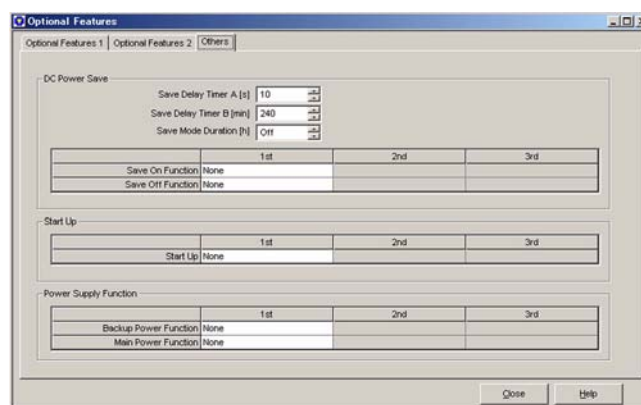 Optional Features
Optional Features 1 Optional Features 2 Others
DC Power Save
Save Delay Timer A [s] 10
Save Delay Timer B [min] 240
Save Mode Duration [h] Off
1st 2nd 3rd
Save On Function None
Save Off Function None
Start Up
1st 2nd 3rd
Start Up None
Power Supply Function
1st 2nd 3rd
Backup Power Function None
Main Power Function None
Close Help